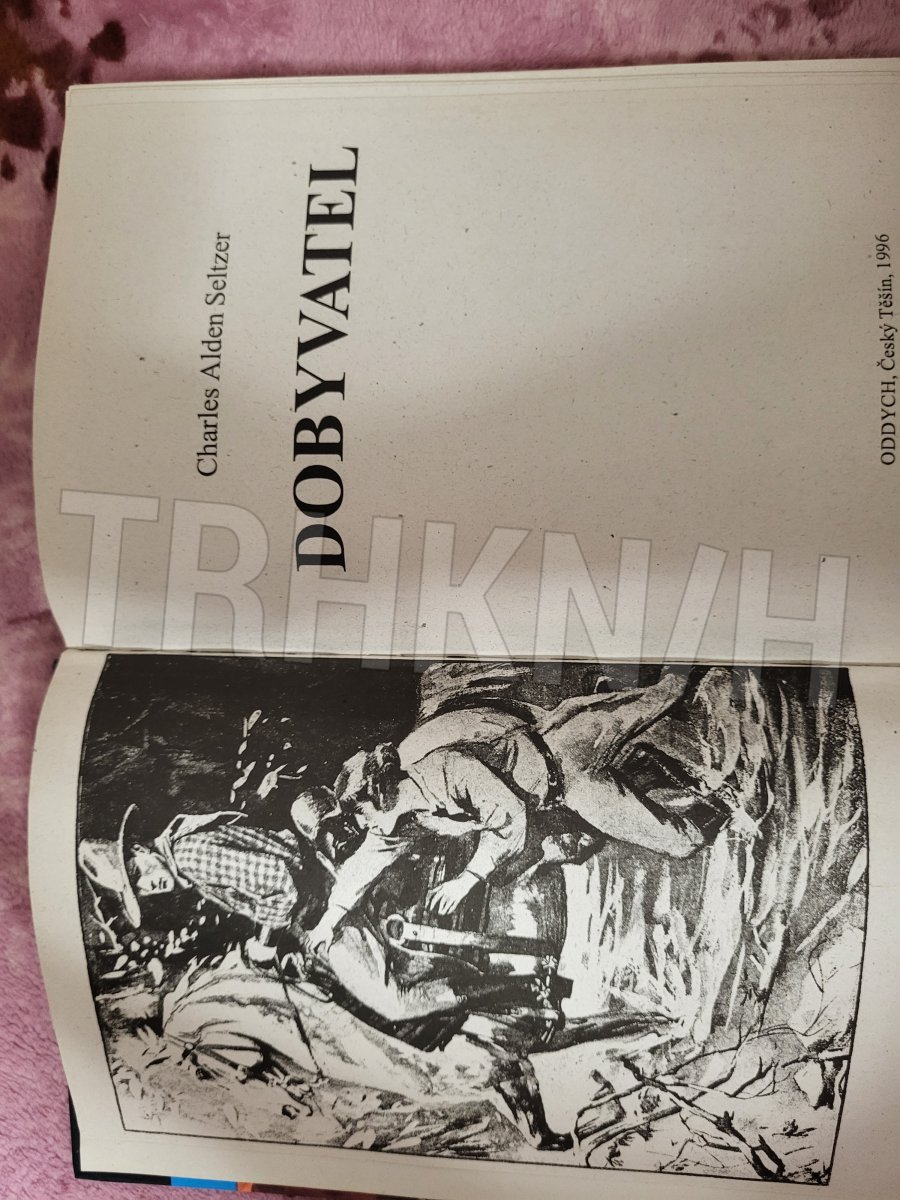 Charles Alden Seltzer
DOBYVATEL
ODDYCH, Český Těšín, 1996
TRHKNIH